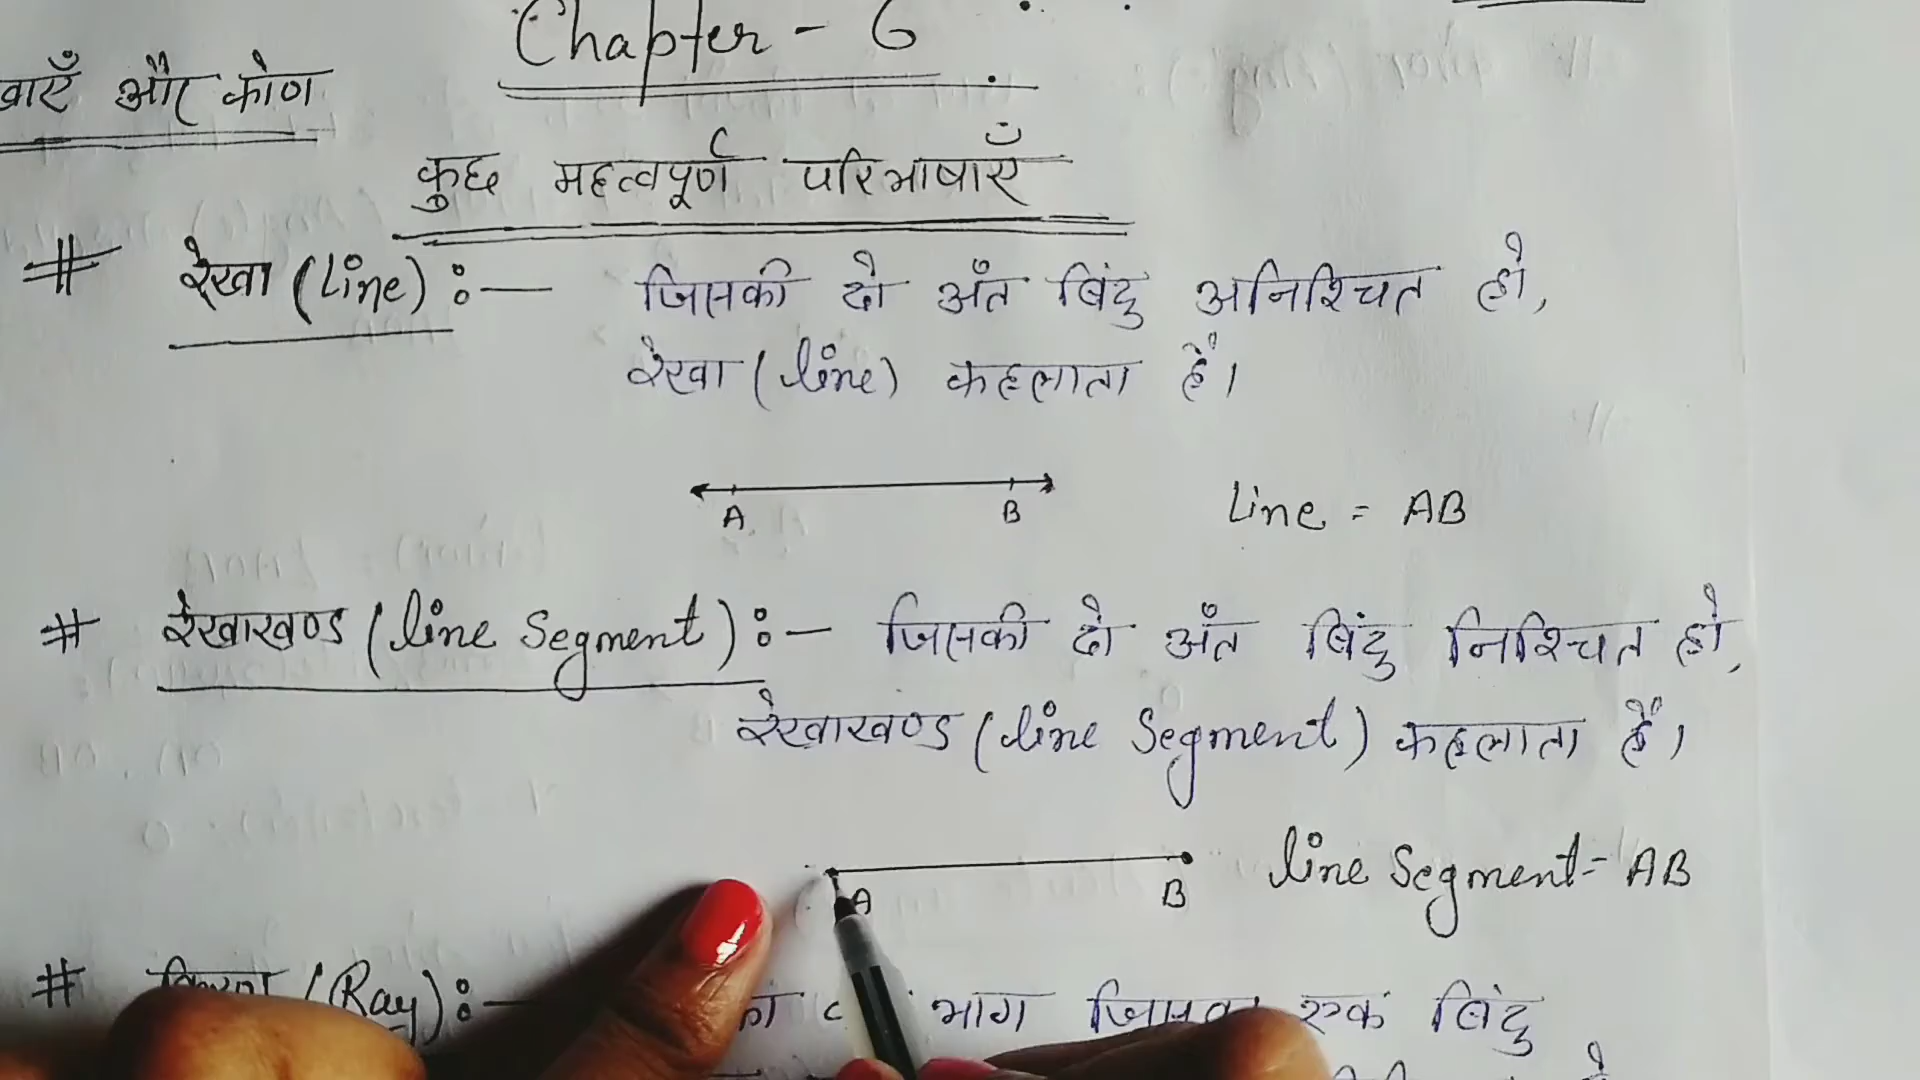 Chapter - 6
और कोण
कुछ महत्वपूर्ण परिभाषाएँ
# रेखा (Line) :— जिसकी दो अँत बिंदु अनिश्चित हो,
रेखा (line) कहलाता हैं।
A B Line = AB
# रेखाखण्ड (line Segment) :— जिसकी दो अँत बिंदु निश्चित हो,
रेखाखण्ड (line Segment) कहलाता हैं।
A B line Segment = AB
# (Ray) :— भाग एक बिंदु